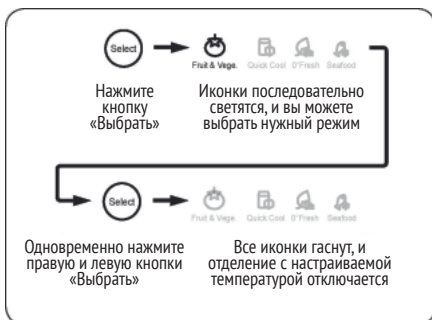 Select
Fruit & Vege. Quick Cool 0°Fresh Seafood
Нажмите
кнопку
«Выбрать»
Иконки последовательно
светятся, и вы можете
выбрать нужный режим
Select
Fruit & Vege. Quick Cool 0°Fresh Seafood
Одновременно нажмите
правую и левую кнопки
«Выбрать»
Все иконки гаснут, и
отделение с настраиваемой
температурой отключается